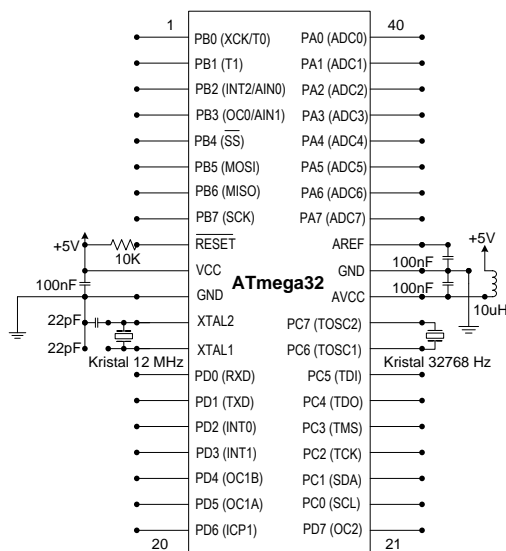 1
40
PB0 (XCK/T0)
PA0 (ADC0)
PB1 (T1)
PA1 (ADC1)
PB2 (INT2/AIN0)
PA2 (ADC2)
PB3 (OC0/AIN1)
PA3 (ADC3)
PB4 (SS)
PA4 (ADC4)
PB5 (MOSI)
PA5 (ADC5)
PB6 (MISO)
PA6 (ADC6)
PB7 (SCK)
PA7 (ADC7)
+5V
10K
RESET
AREF
+5V
VCC
100nF
GND
100nF
ATmega32
GND
AVCC
100nF
10uH
22pF
XTAL2
PC7 (TOSC2)
22pF
XTAL1
PC6 (TOSC1)
Kristal 12 MHz
Kristal 32768 Hz
PD0 (RXD)
PC5 (TDI)
PD1 (TXD)
PC4 (TDO)
PD2 (INT0)
PC3 (TMS)
PD3 (INT1)
PC2 (TCK)
PD4 (OC1B)
PC1 (SDA)
PD5 (OC1A)
PC0 (SCL)
PD6 (ICP1)
PD7 (OC2)
20
21